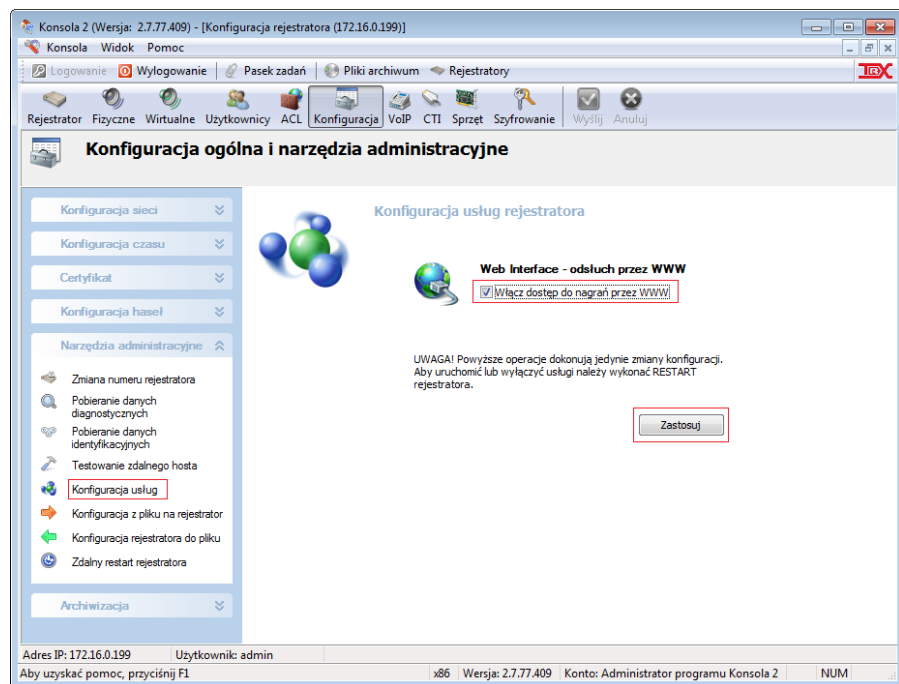 Konsola 2 (Wersja: 2.7.77.409) - [Konfiguracja rejestratora (172.16.0.199)]
Konsola Widok Pomoc
Logowanie Wylogowanie Pasek zadań Pliki archiwum Rejestratory
TRX
Rejestrator Fizyczne Wirtualne Użytkownicy ACL Konfiguracja VoIP CTI Sprzęt Szyfrowanie Wyślij Anuluj
Konfiguracja ogólna i narzędzia administracyjne
Konfiguracja sieci
Konfiguracja czasu
Certyfikat
Konfiguracja haseł
Narzędzia administracyjne
Zmiana numeru rejestratora
Pobieranie danych
diagnostycznych
Pobieranie danych
identyfikacyjnych
Testowanie zdalnego hosta
Konfiguracja usług
Konfiguracja z pliku na rejestrator
Konfiguracja rejestratora do pliku
Zdalny restart rejestratora
Archiwizacja
Konfiguracja usług rejestratora
Web Interface - odsłuch przez WWW
Włącz dostęp do nagrań przez WWW
UWAGA! Powyższe operacje dokonują jedynie zmiany konfiguracji.
Aby uruchomić lub wyłączyć usługi należy wykonać RESTART
rejestratora.
Zastosuj
Adres IP: 172.16.0.199 Użytkownik: admin
Aby uzyskać pomoc, przyciśnij F1 x86 Wersja: 2.7.77.409 Konto: Administrator programu Konsola 2 NUM